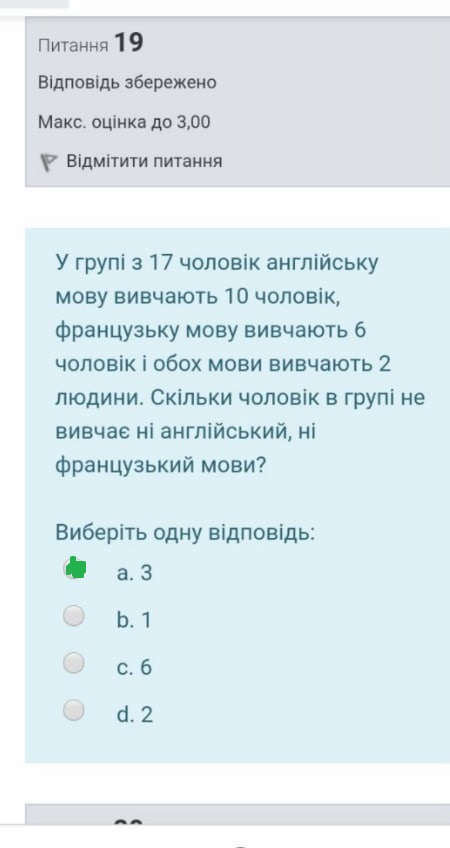 Питання 19
Відповідь збережено
Макс. оцінка до 3,00
Відмітити питання
У групі з 17 чоловік англійську
мову вивчають 10 чоловік,
французьку мову вивчають 6
чоловік і обох мови вивчають 2
людини. Скільки чоловік в групі не
вивчає ні англійський, ні
французький мови?
Виберіть одну відповідь:
a. 3
b. 1
c. 6
d. 2